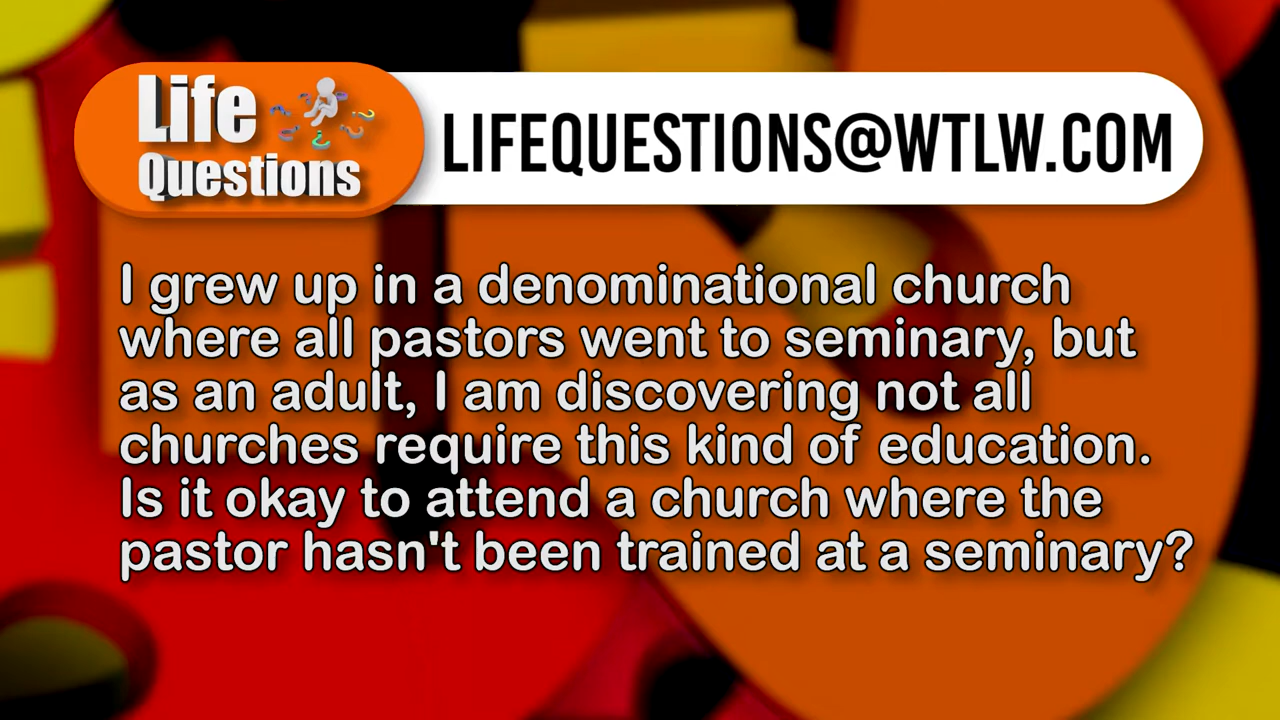 Life
Questions
LIFEQUESTIONS@WTLW.COM
I grew up in a denominational church
where all pastors went to seminary, but
as an adult, I am discovering not all
churches require this kind of education.
Is it okay to attend a church where the
pastor hasn't been trained at a seminary?